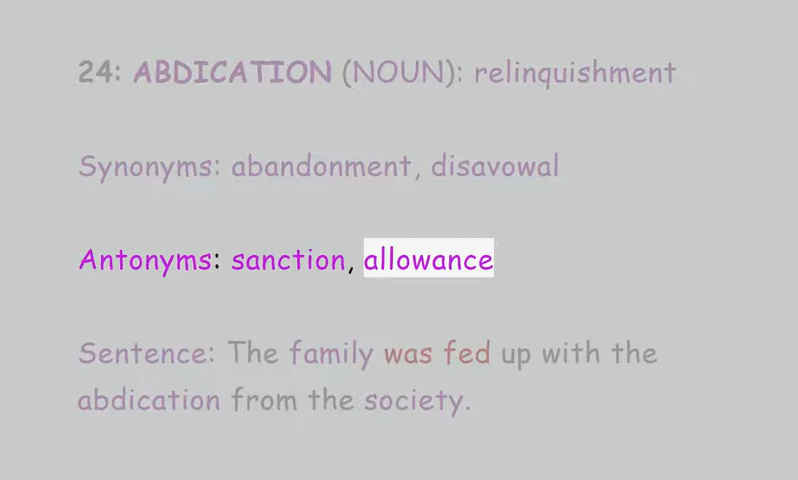 24: ABDICATION (NOUN): relinquishment
Synonyms: abandonment, disavowal
Antonyms: sanction, allowance
Sentence: The family was fed up with the
abdication from the society.